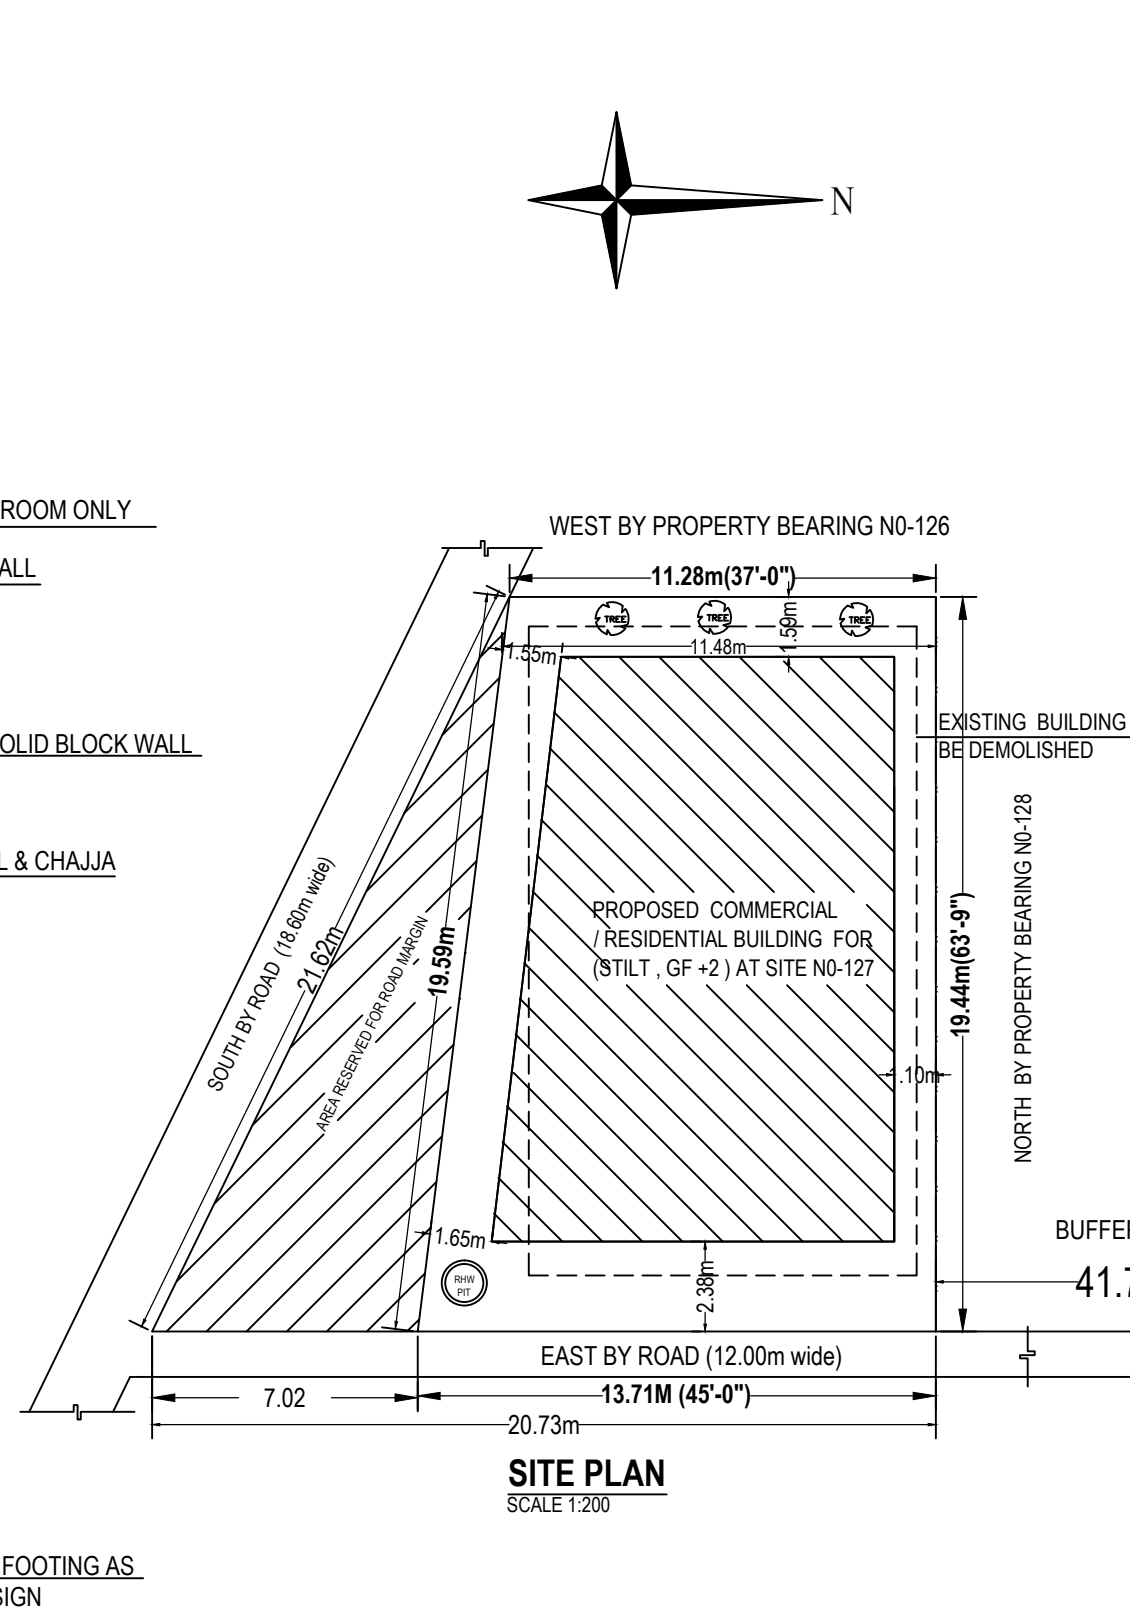 N
ROOM ONLY
WEST BY PROPERTY BEARING N0-126
ALL
11.28m(37'-0")
TREE
TREE
TREE
1.59m
11.48m
1.55m
EXISTING BUILDING
BE DEMOLISHED
OLID BLOCK WALL
L & CHAJJA
SOUTH BY ROAD (18.60m wide)
21.62m
AREA RESERVED FOR ROAD MARGIN
19.59m
PROPOSED COMMERCIAL
/ RESIDENTIAL BUILDING FOR
(STILT , GF +2 ) AT SITE N0-127
19.44m(63'-9")
NORTH BY PROPERTY BEARING N0-128
.10m
1.65m
BUFFER
RHW
PIT
2.38m
41.7
EAST BY ROAD (12.00m wide)
7.02
13.71M (45'-0")
20.73m
SITE PLAN
SCALE 1:200
FOOTING AS
SIGN